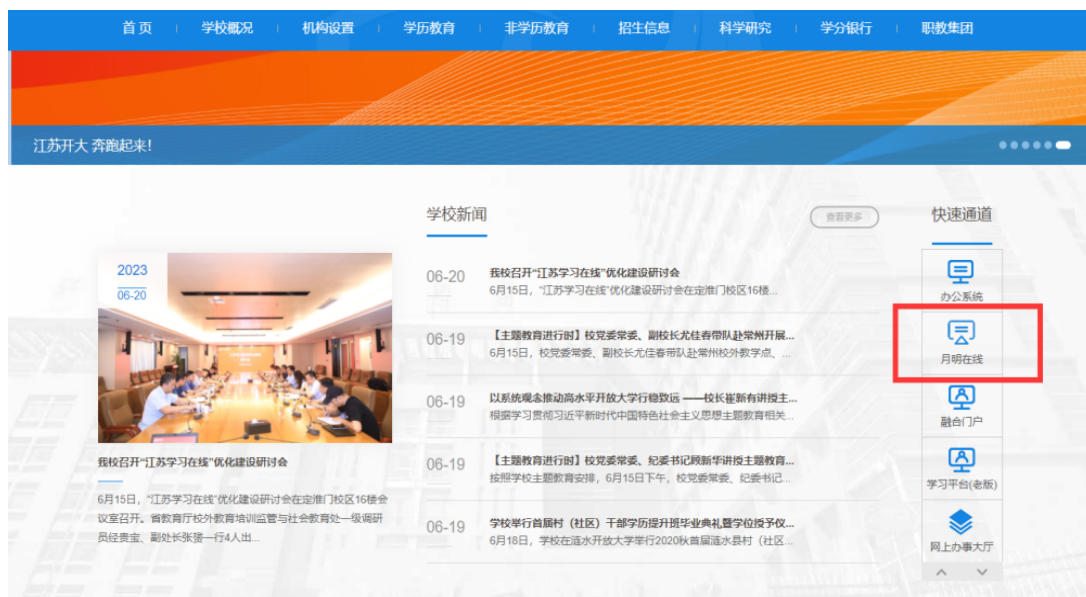 首页 学校概况 机构设置 学历教育 非学历教育 招生信息 科学研究 学分银行 职教集团
江苏开大 奔跑起来!
学校新闻
查看更多
快速通道
2023
06-20
我校召开“江苏学习在线”优化建设研讨会
6月15日，“江苏学习在线”优化建设研讨会在定淮门校区16楼会
议室召开。省教育厅校外教育培训监管与社会教育处一级调研
员经贵宝、副处长张赟一行4人出...
06-20
我校召开“江苏学习在线”优化建设研讨会
6月15日，“江苏学习在线”优化建设研讨会在定淮门校区16楼...
06-19
【主题教育进行时】校党委常委、副校长尤佳春带队赴常州开展...
6月15日，校党委常委、副校长尤佳春带队赴常州校外教学点、...
06-19
以系统观念推动高水平开放大学行稳致远 ——校长崔新有讲授主...
根据学习贯彻习近平新时代中国特色社会主义思想主题教育相关...
06-19
【主题教育进行时】校党委常委、纪委书记顾新华讲授主题教育...
按照学校主题教育安排，6月15日下午，校党委常委、纪委书记...
06-19
学校举行首届村（社区）干部学历提升班毕业典礼暨学位授予仪...
6月18日，学校在涟水开放大学举行2020秋首届涟水县村（社区...
办公系统
月明在线
融合门户
学习平台(老版)
网上办事大厅